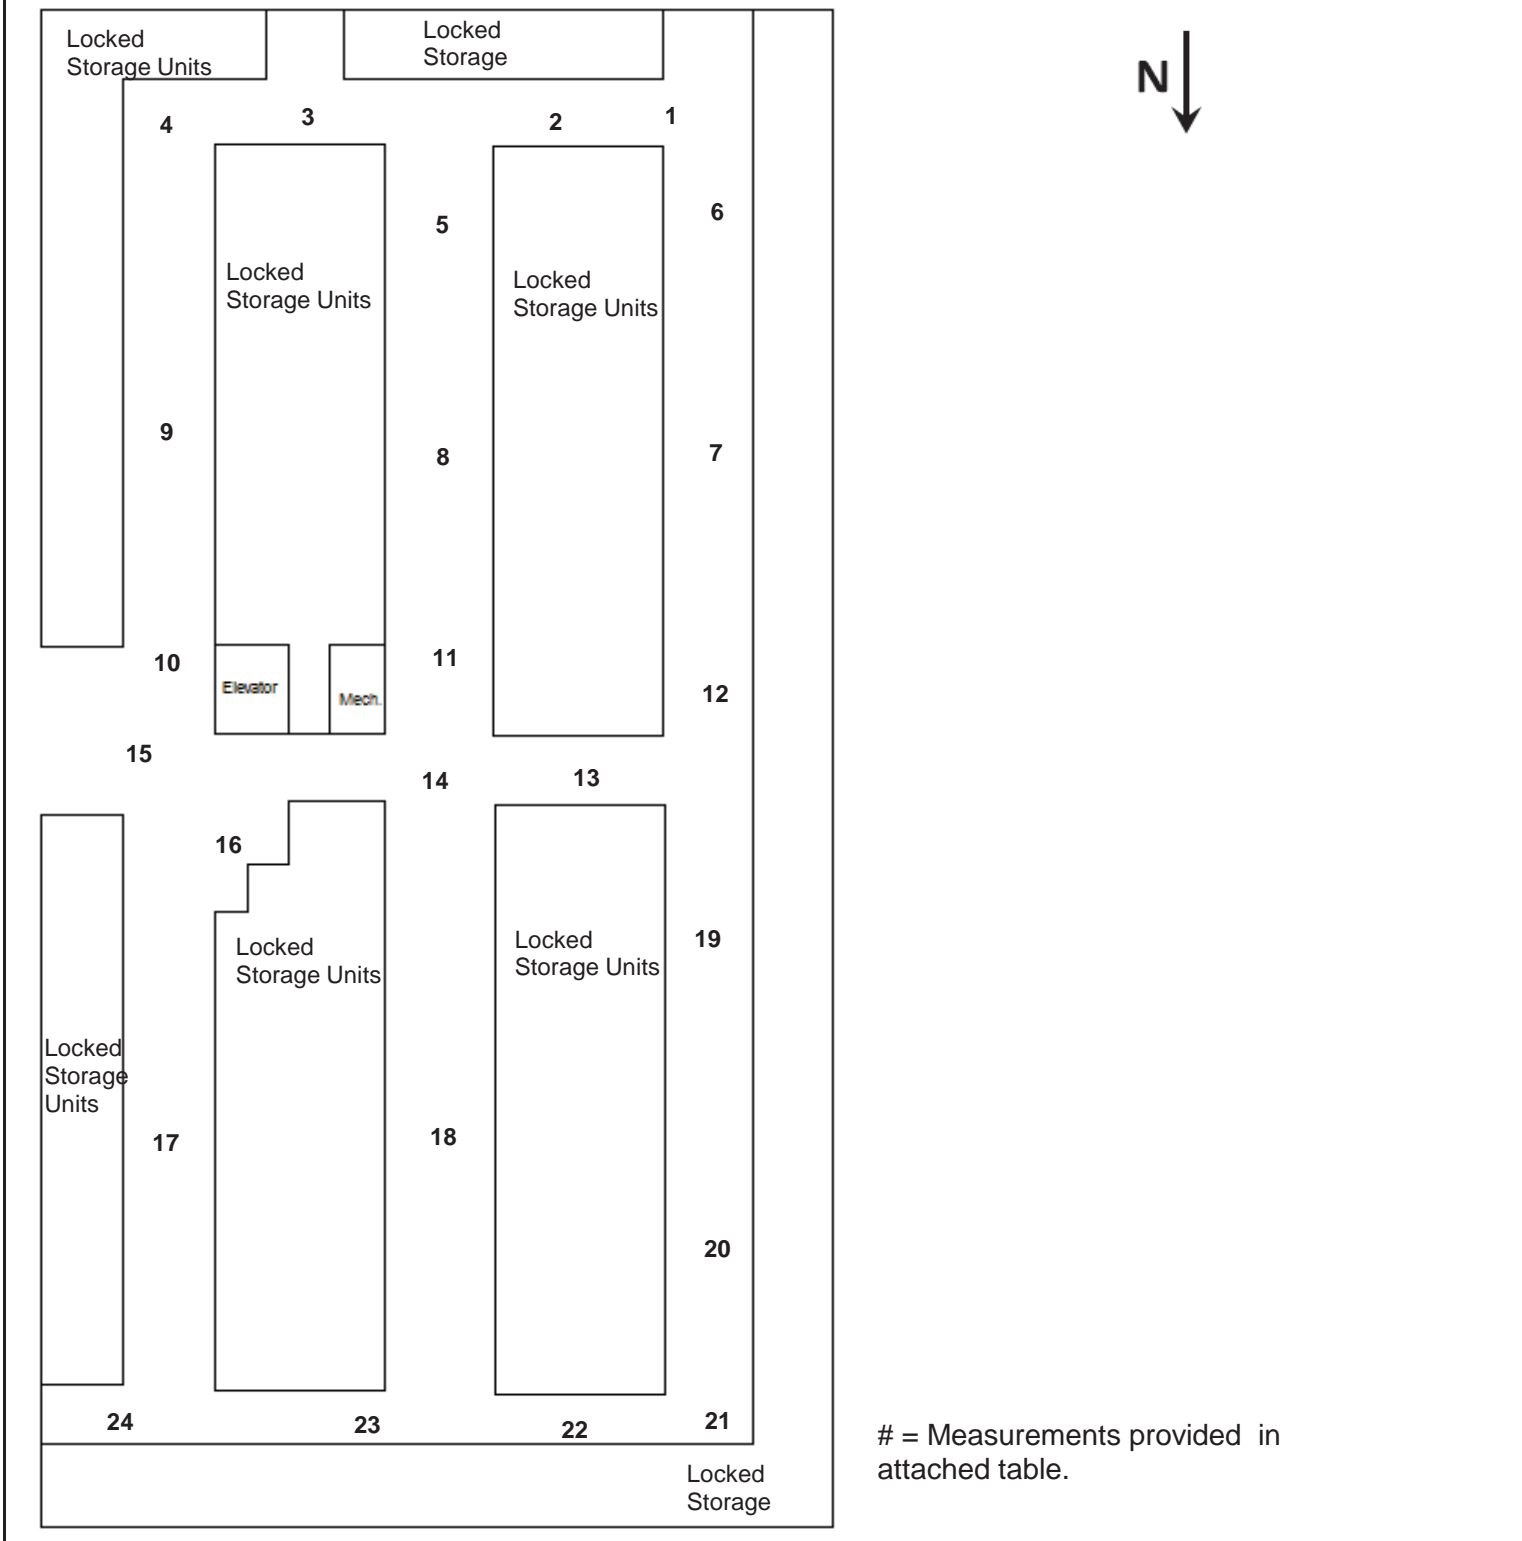 Locked
Storage Units
Locked
Storage
N
4
3
2
1
5
6
Locked
Storage Units
Locked
Storage Units
9
8
7
10
11
Elevator
Mech.
12
15
14
13
16
Locked
Storage Units
Locked
Storage Units
19
Locked
Storage
Units
17
18
20
24
23
22
21
# = Measurements provided in
attached table.
Locked
Storage